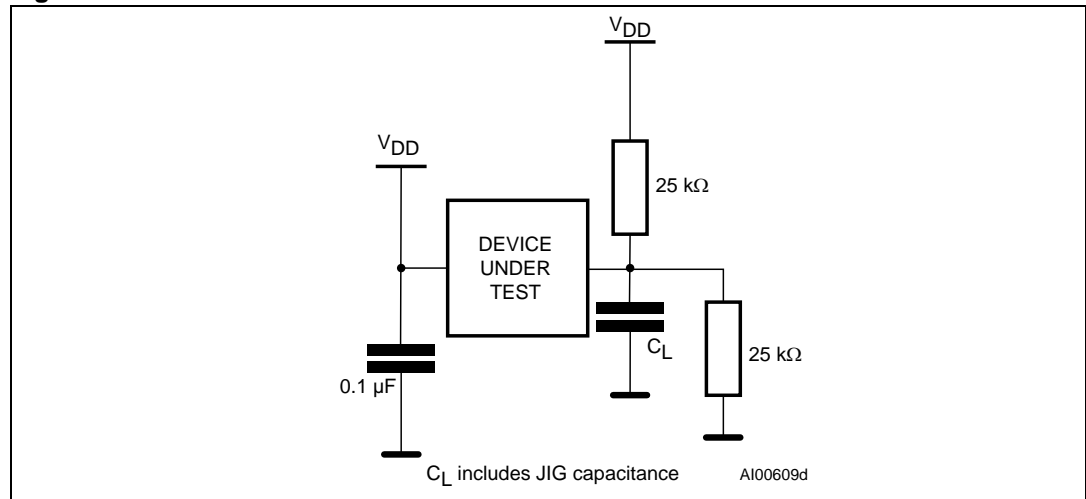 VDD
VDD
25 kΩ
DEVICE
UNDER
TEST
CL
25 kΩ
0.1 µF
CL includes JIG capacitance
AI00609d